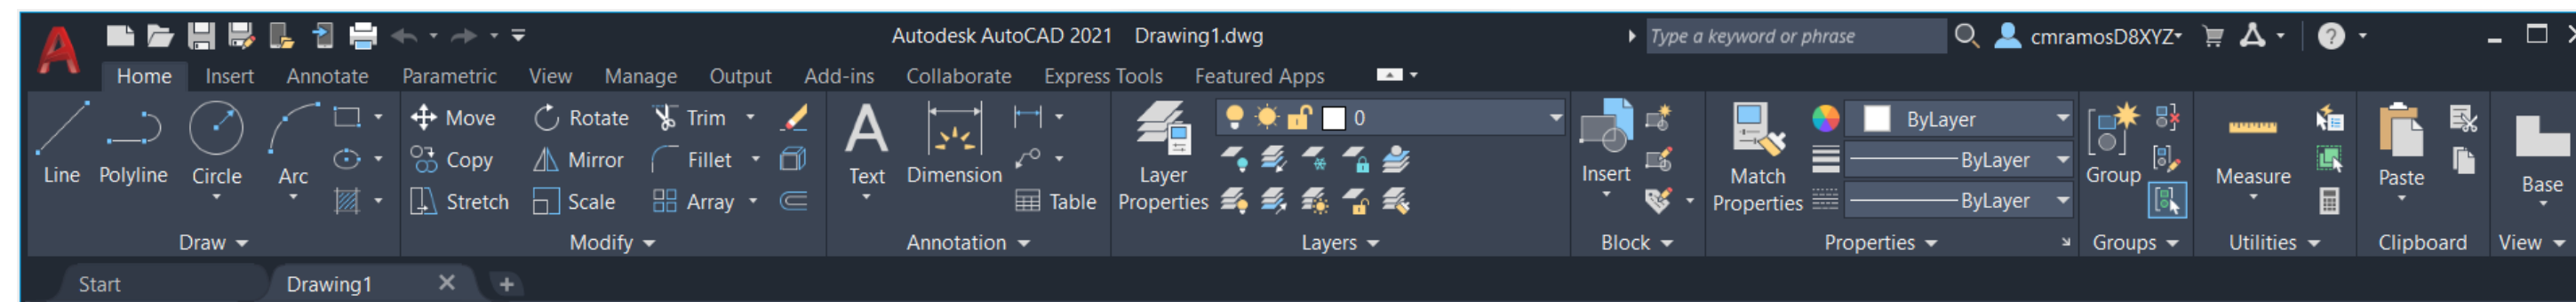 Autodesk AutoCAD 2021 Drawing1.dwg Type a keyword or phrase cmramosD8XYZ
Home Insert Annotate Parametric View Manage Output Add-ins Collaborate Express Tools Featured Apps
Move Rotate Trim 0 ByLayer
Copy Mirror Fillet ByLayer
Line Polyline Circle Arc Text Dimension Layer Insert Match Group Measure Paste Base
Stretch Scale Array Table Properties Properties ByLayer
Draw Modify Annotation Layers Block Properties Groups Utilities Clipboard View
Start Drawing1